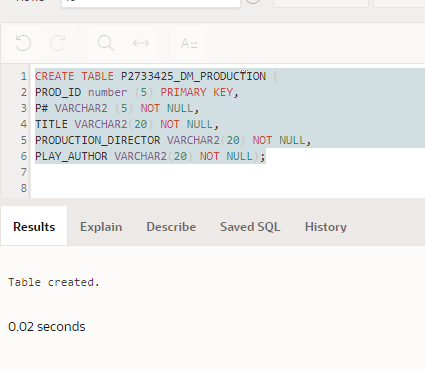 1 CREATE TABLE P2733425_DM_PRODUCTION (
2 PROD_ID number (5) PRIMARY KEY,
3 P# VARCHAR2 (5) NOT NULL,
4 TITLE VARCHAR2(20) NOT NULL,
5 PRODUCTION_DIRECTOR VARCHAR2(20) NOT NULL,
6 PLAY_AUTHOR VARCHAR2(20) NOT NULL);
7
8
Results Explain Describe Saved SQL History
Table created.
0.02 seconds